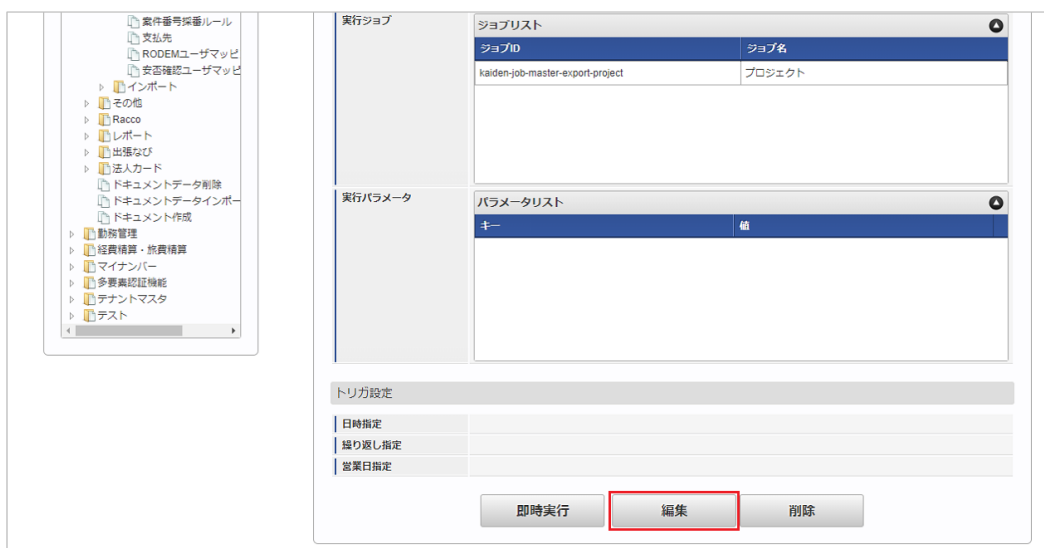 案件番号採番ルール
支払先
RODEMユーザマッピ
安否確認ユーザマッピ
インポート
その他
Racco
レポート
出張なび
法人カード
ドキュメントデータ削除
ドキュメントデータインポー
ドキュメント作成
勤務管理
経費精算・旅費精算
マイナンバー
多要素認証機能
テナントマスタ
テスト
実行ジョブ
ジョブリスト
ジョブID
ジョブ名
kaiden-job-master-export-project
プロジェクト
実行パラメータ
パラメータリスト
キー
値
トリガ設定
日時指定
繰り返し指定
営業日指定
即時実行
編集
削除